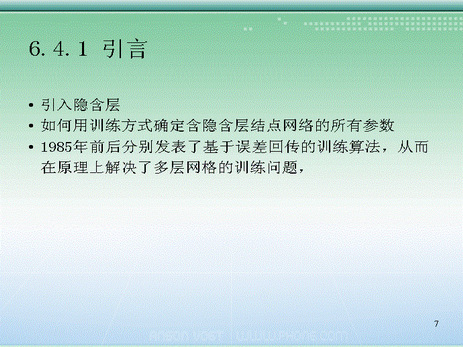 6.4.1 引言
• 引入隐含层
• 如何用训练方式确定含隐含层结点网络的所有参数
• 1985年前后分别发表了基于误差回传的训练算法，从而
在原理上解决了多层网格的训练问题，
7